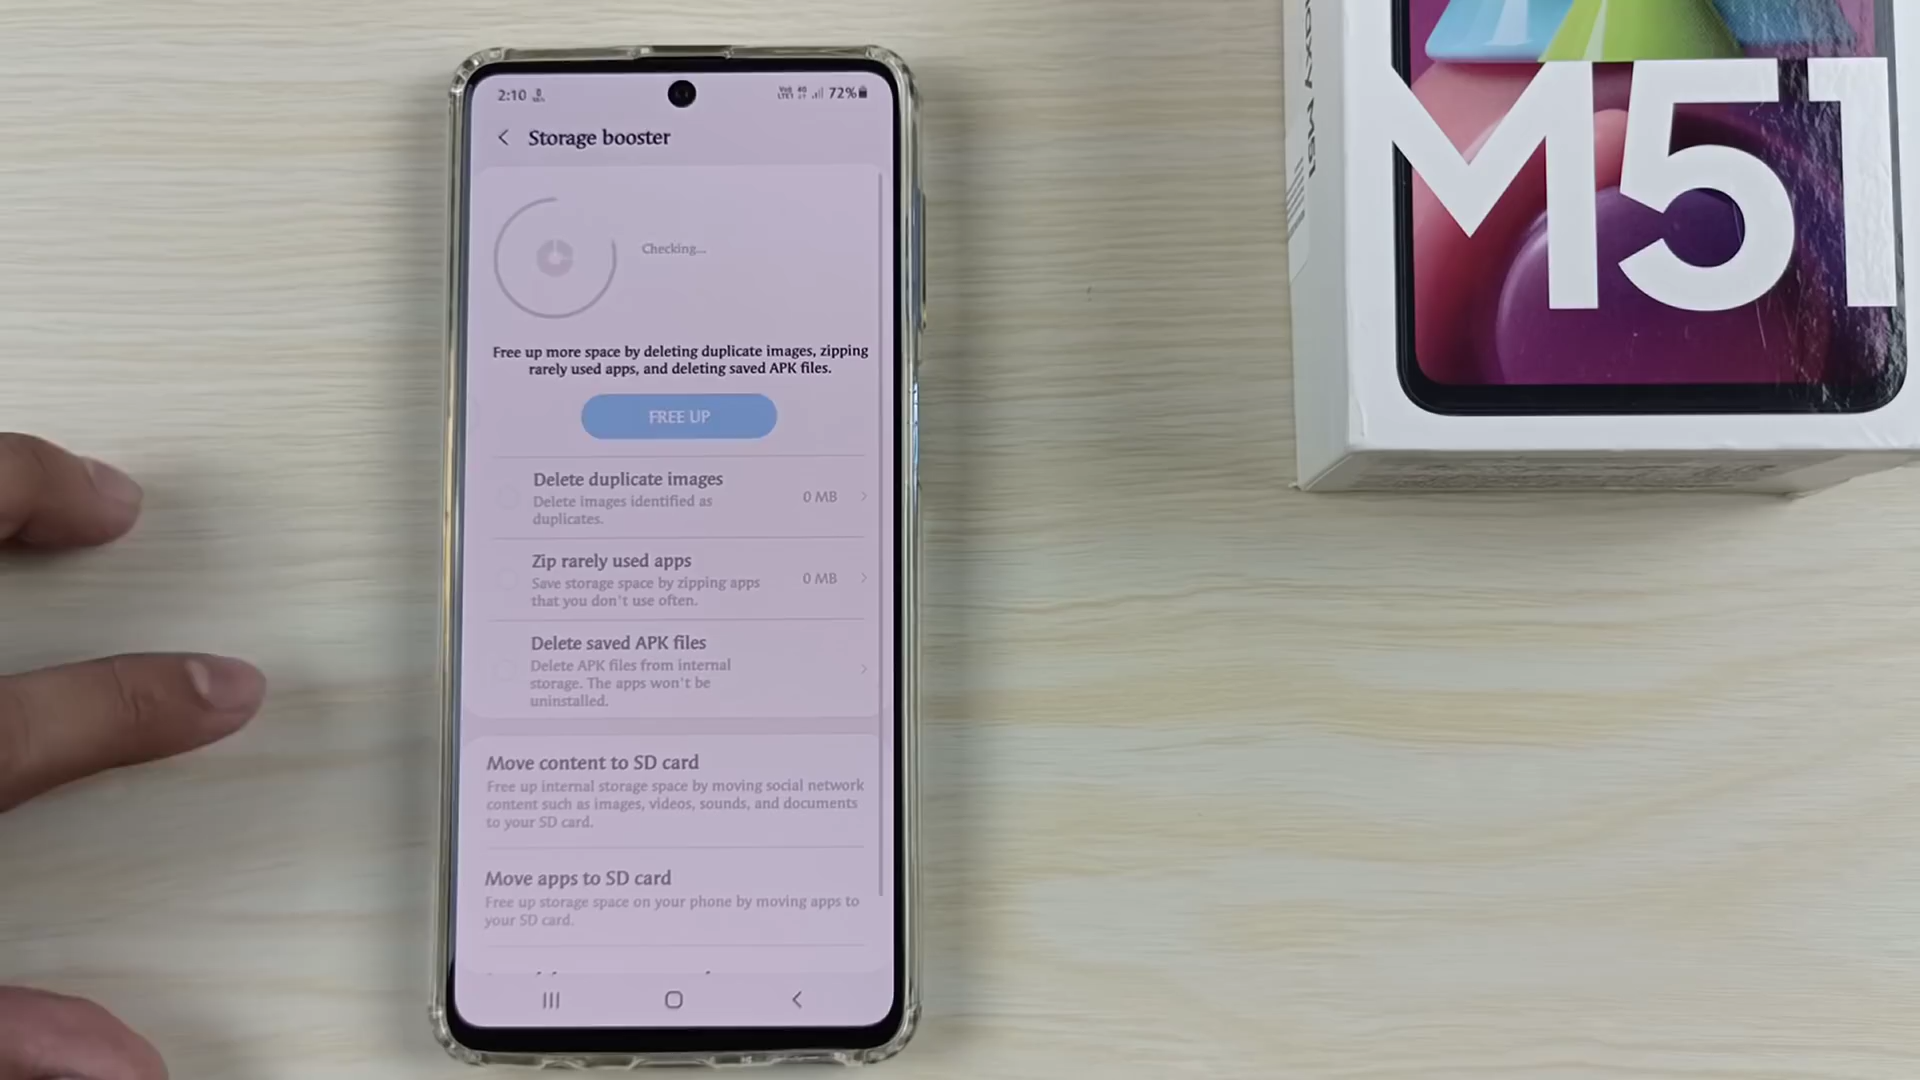 2:10
72%
Storage booster
Checking...
Free up more space by deleting duplicate images, zipping
rarely used apps, and deleting saved APK files.
FREE UP
Delete duplicate images
Delete images identified as
duplicates.
0 MB
Zip rarely used apps
Save storage space by zipping apps
that you don't use often.
0 MB
Delete saved APK files
Delete APK files from internal
storage. The apps won't be
uninstalled.
Move content to SD card
Free up internal storage space by moving social network
content such as images, videos, sounds, and documents
to your SD card.
Move apps to SD card
Free up storage space on your phone by moving apps to
your SD card.
M51